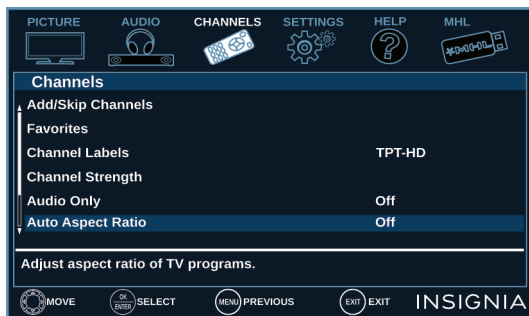 PICTURE AUDIO CHANNELS SETTINGS HELP MHL
MHL
Channels
Add/Skip Channels
Favorites
Channel Labels TPT-HD
Channel Strength
Audio Only Off
Auto Aspect Ratio Off
Adjust aspect ratio of TV programs.
MOVE OK ENTER SELECT MENU PREVIOUS EXIT EXIT INSIGNIA